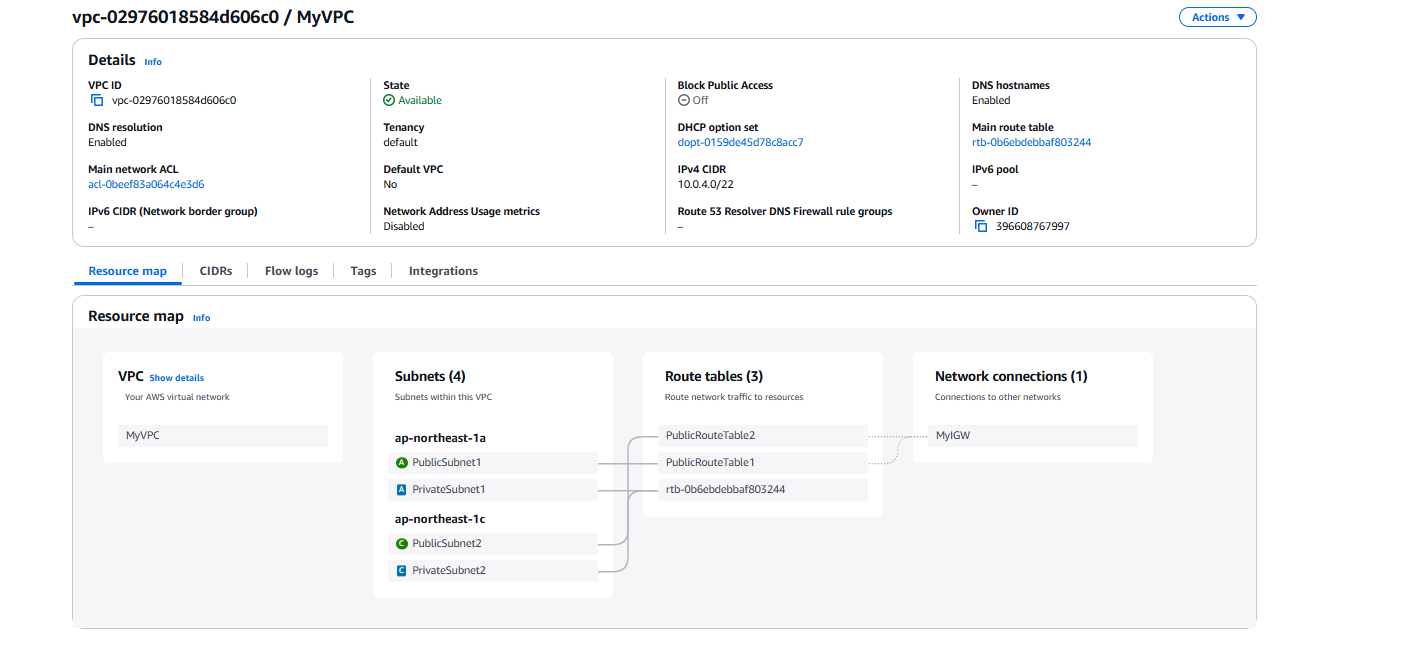 vpc-02976018584d606c0 / MyVPC
Actions
Details Info
VPC ID
vpc-02976018584d606c0
State
Available
Block Public Access
Off
DNS hostnames
Enabled
DNS resolution
Enabled
Tenancy
default
DHCP option set
dopt-0159de45d78c8acc7
Main route table
rtb-0b6ebdebbaf803244
Main network ACL
acl-0beef83a064c4e3d6
Default VPC
No
IPv4 CIDR
10.0.4.0/22
IPv6 pool
–
IPv6 CIDR (Network border group)
–
Network Address Usage metrics
Disabled
Route 53 Resolver DNS Firewall rule groups
–
Owner ID
396608767997
Resource map
CIDRs
Flow logs
Tags
Integrations
Resource map Info
VPC Show details
Your AWS virtual network
MyVPC
Subnets (4)
Subnets within this VPC
ap-northeast-1a
A PublicSubnet1
A PrivateSubnet1
ap-northeast-1c
C PublicSubnet2
C PrivateSubnet2
Route tables (3)
Route network traffic to resources
PublicRouteTable2
PublicRouteTable1
rtb-0b6ebdebbaf803244
Network connections (1)
Connections to other networks
MyIGW